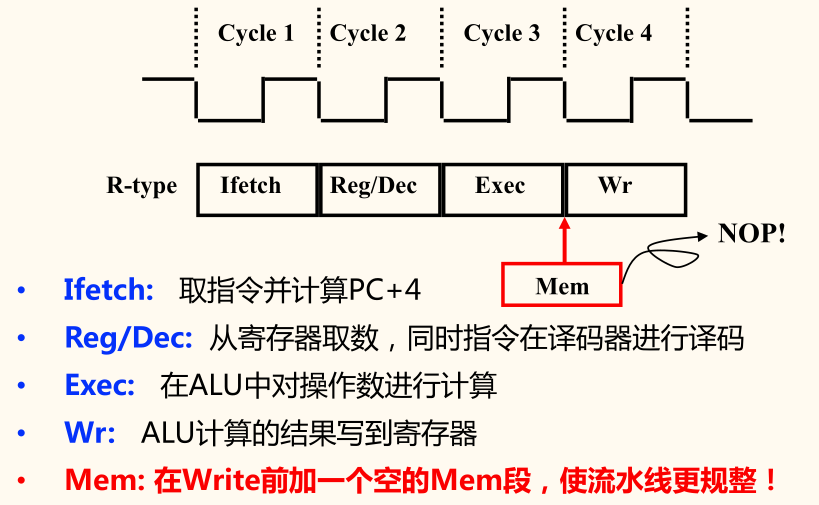 Cycle 1 Cycle 2 Cycle 3 Cycle 4
R-type Ifetch Reg/Dec Exec Wr
NOP!
Mem
• Ifetch: 取指令并计算PC+4
• Reg/Dec: 从寄存器取数，同时指令在译码器进行译码
• Exec: 在ALU中对操作数进行计算
• Wr: ALU计算的结果写到寄存器
• Mem: 在Write前加一个空的Mem段，使流水线更规整！